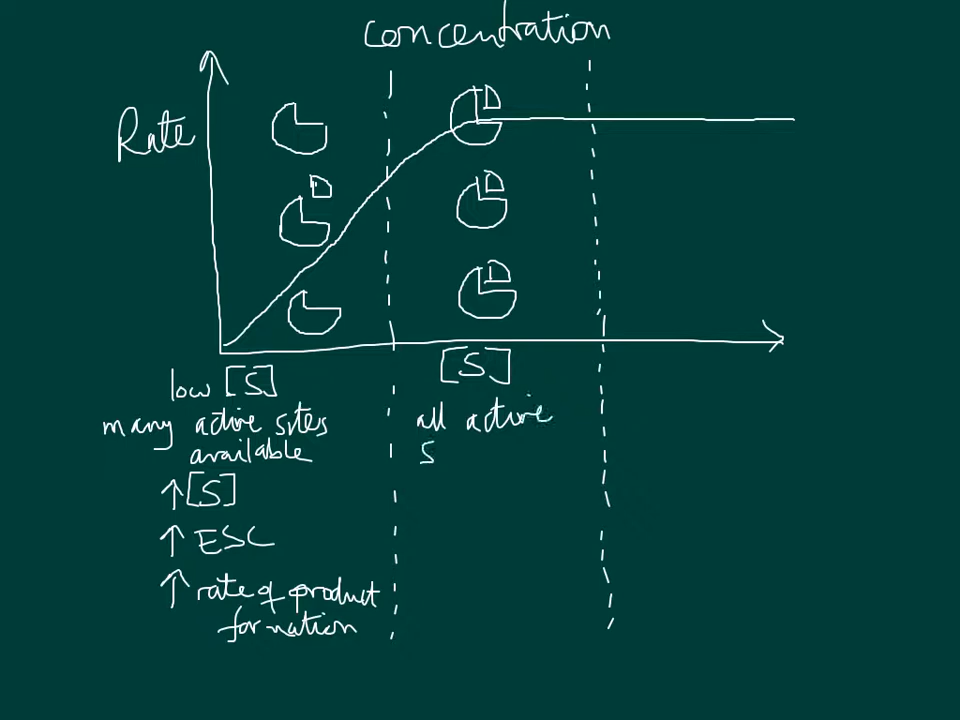 concentration
Rate
[S]
low [S]
many active sites
available
↑[S]
↑ ESC
↑ rate of product
formation
all active
S